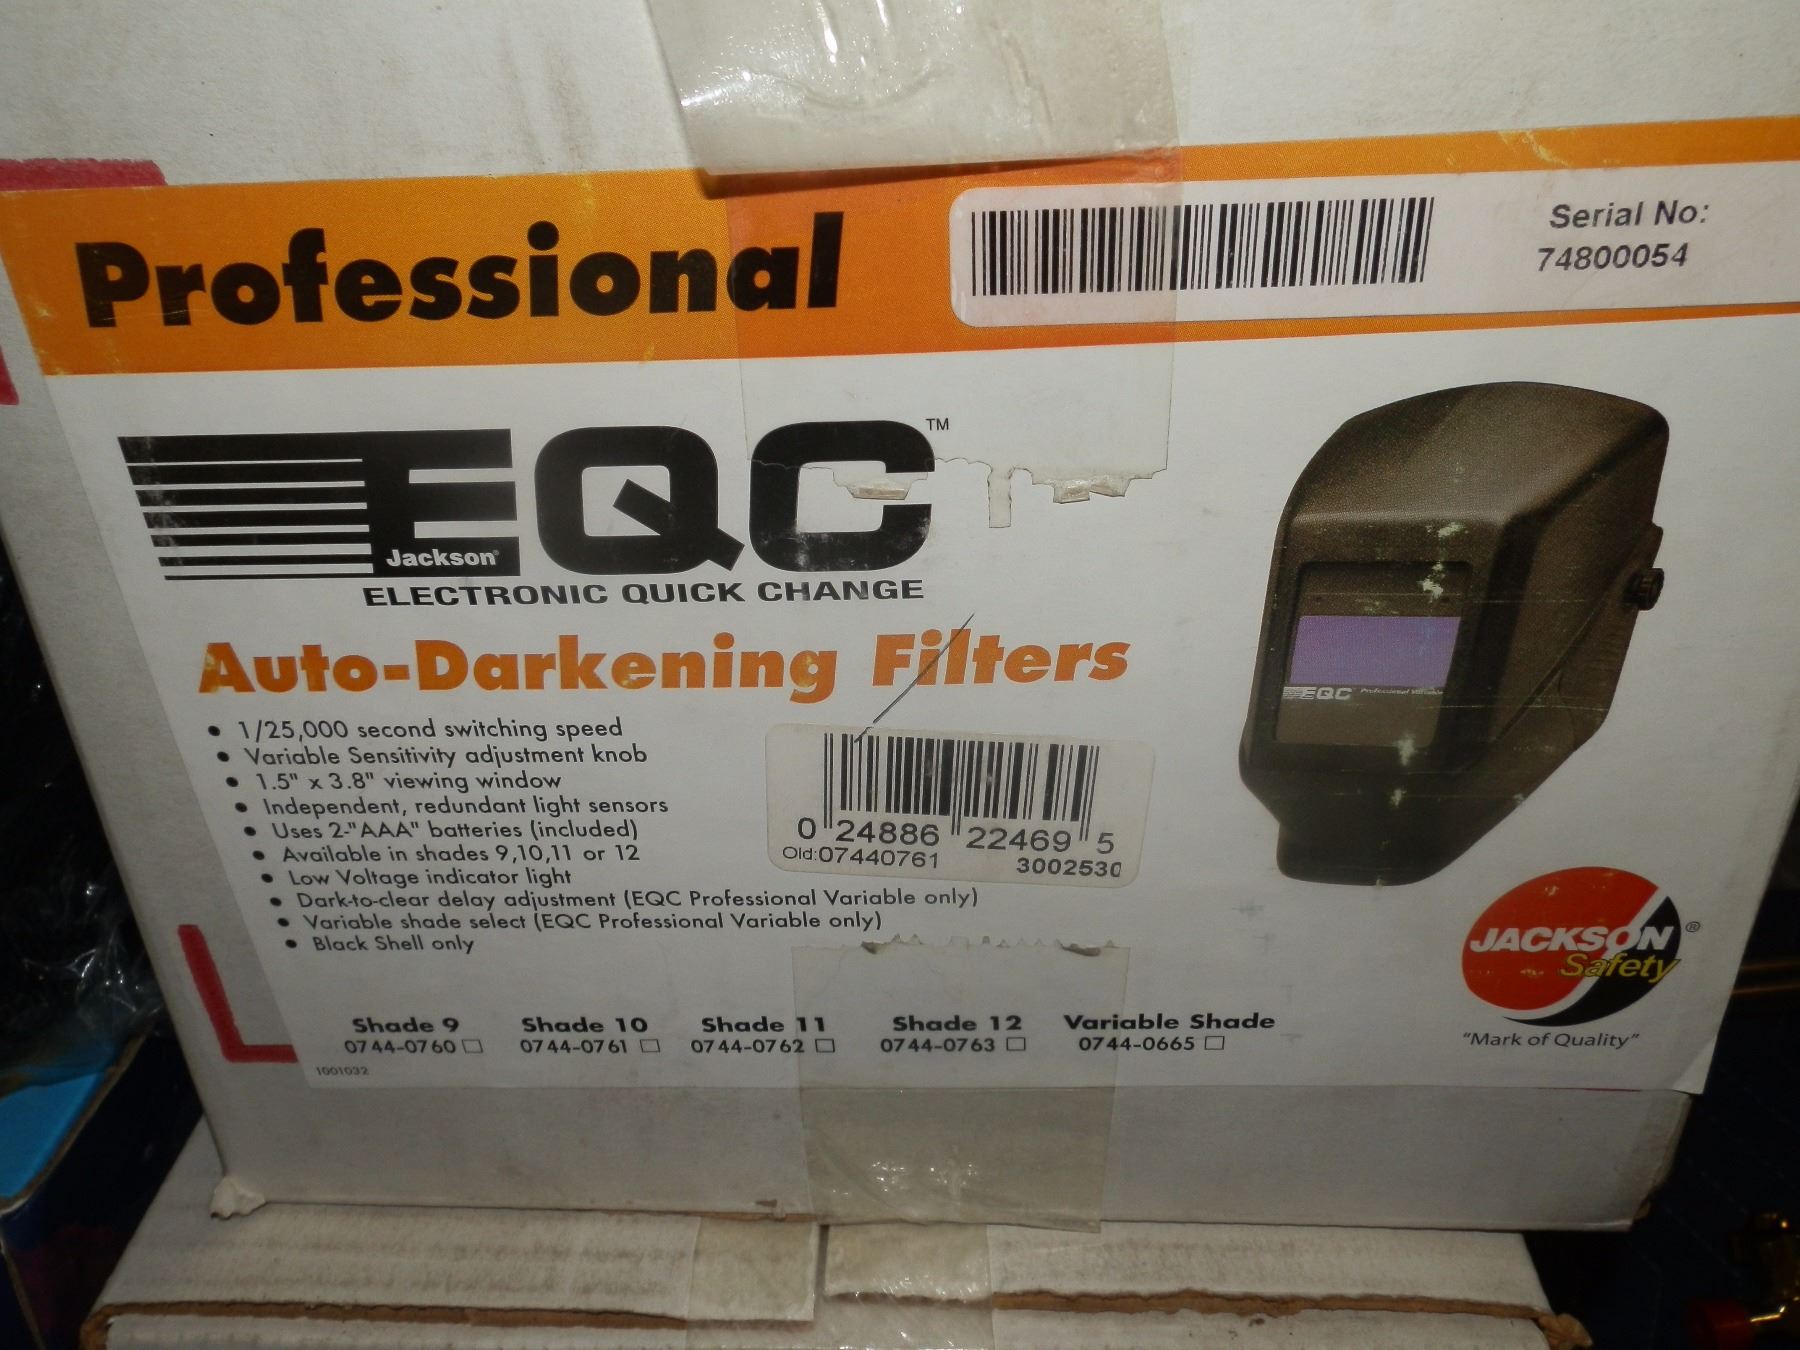 Professional
Serial No:
74800054
EQC™
Jackson®
ELECTRONIC QUICK CHANGE
Auto-Darkening Filters
• 1/25,000 second switching speed
• Variable Sensitivity adjustment knob
• 1.5" x 3.8" viewing window
• Independent, redundant light sensors
• Uses 2-"AAA" batteries (included)
• Available in shades 9,10,11 or 12
• Low Voltage indicator light
• Dark-to-clear delay adjustment (EQC Professional Variable only)
• Variable shade select (EQC Professional Variable only)
• Black Shell only
0 24886 22469 5
Old:07440761 3002530
EQC Professional Variable
JACKSON®
Safety
"Mark of Quality"
Shade 9 Shade 10 Shade 11 Shade 12 Variable Shade
0744-0760 0744-0761 0744-0762 0744-0763 0744-0665
1001032